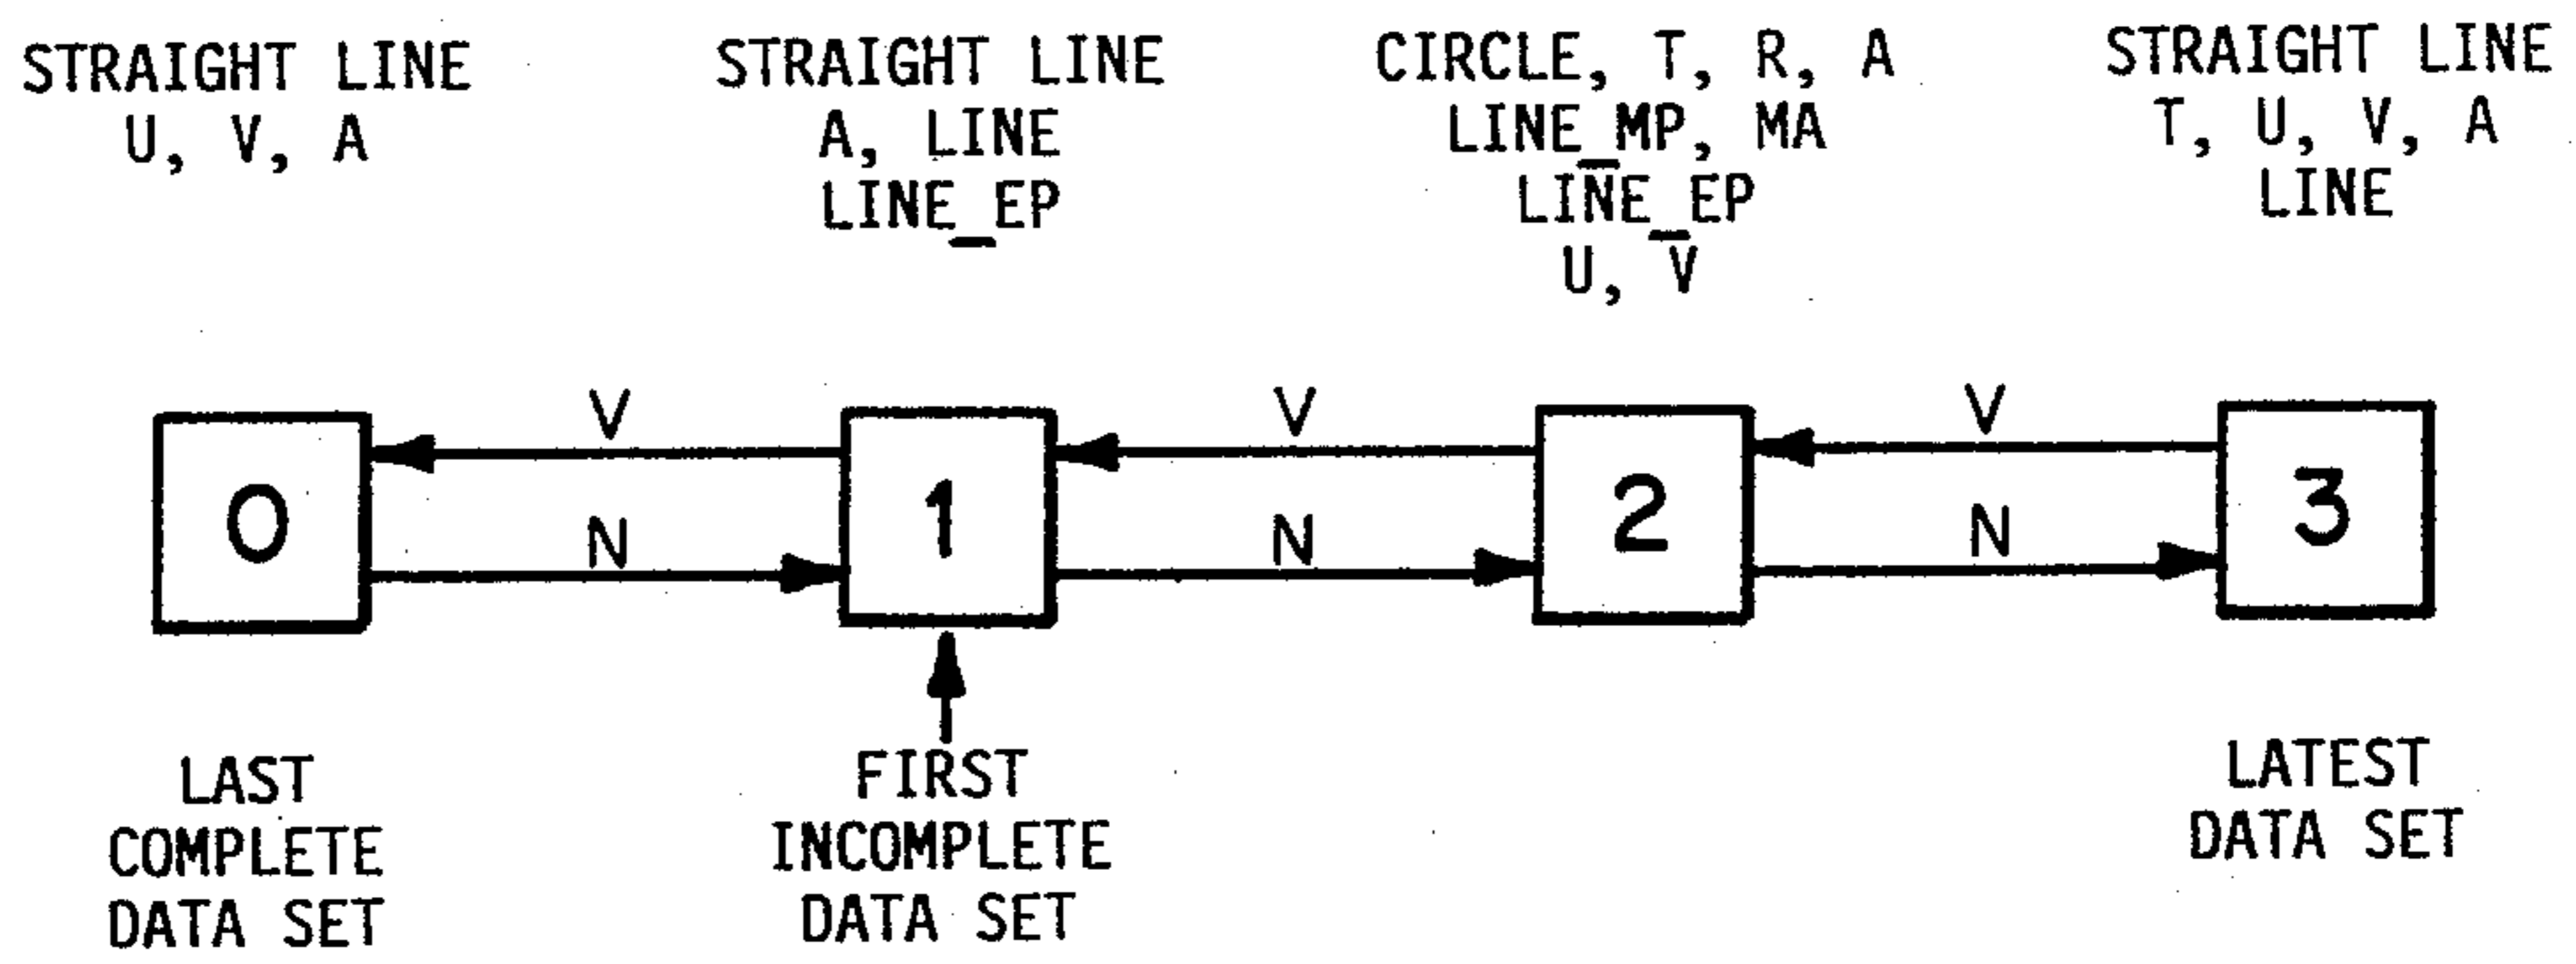 STRAIGHT LINE
U, V, A
STRAIGHT LINE
A, LINE
LINE_EP
CIRCLE, T, R, A
LINE_MP, MA
LINE_EP
U, V
STRAIGHT LINE
T, U, V, A
LINE
V
V
V
0
1
2
3
N
N
N
LAST
COMPLETE
DATA SET
FIRST
INCOMPLETE
DATA SET
LATEST
DATA SET